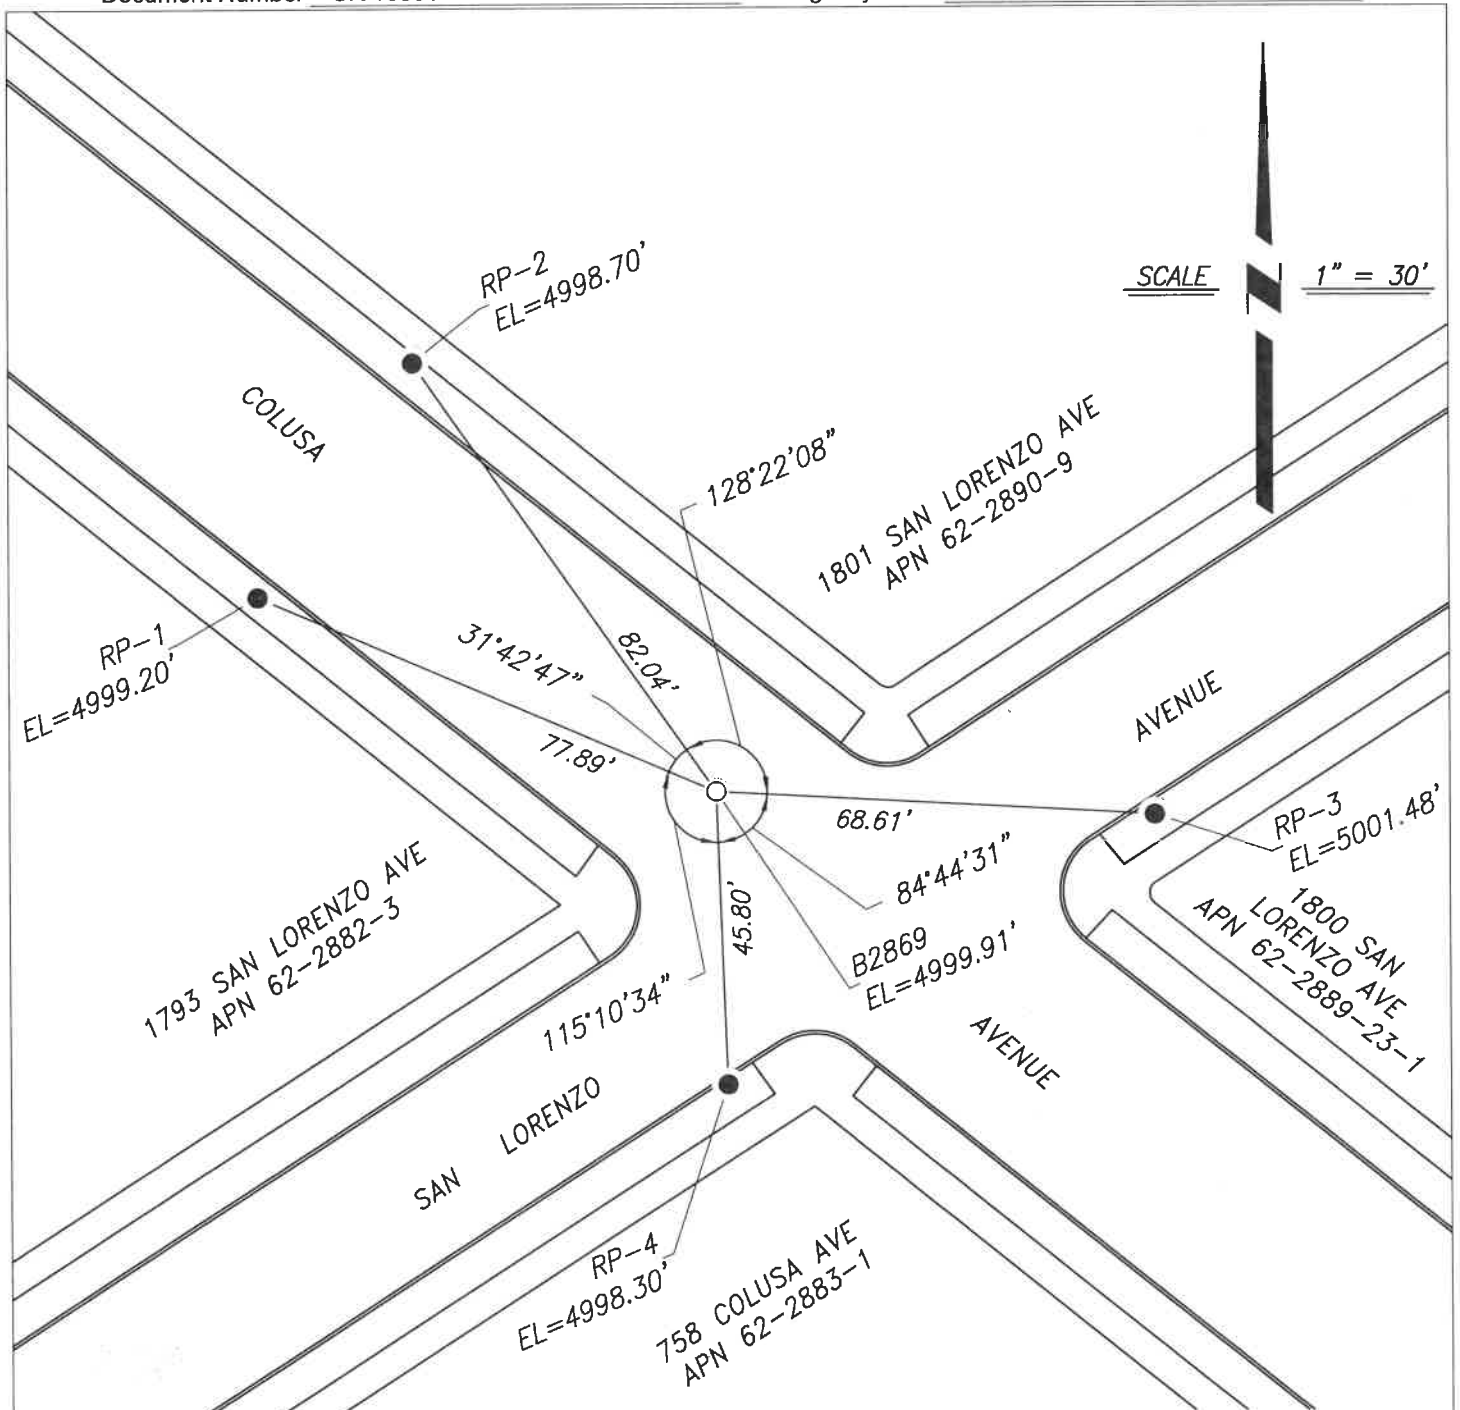 Document Number
RP-2
EL=4998.70'
SCALE 1" = 30'
COLUSA
128°22'08"
1801 SAN LORENZO AVE
APN 62-2890-9
RP-1
EL=4999.20'
31°42'47"
82.04'
77.89'
AVENUE
68.61'
RP-3
EL=5001.48'
84°44'31"
45.80'
B2869
EL=4999.91'
1793 SAN LORENZO AVE
APN 62-2882-3
1800 SAN
LORENZO AVE
APN 62-2889-23-1
115°10'34"
AVENUE
SAN LORENZO
RP-4
EL=4998.30'
758 COLUSA AVE
APN 62-2883-1